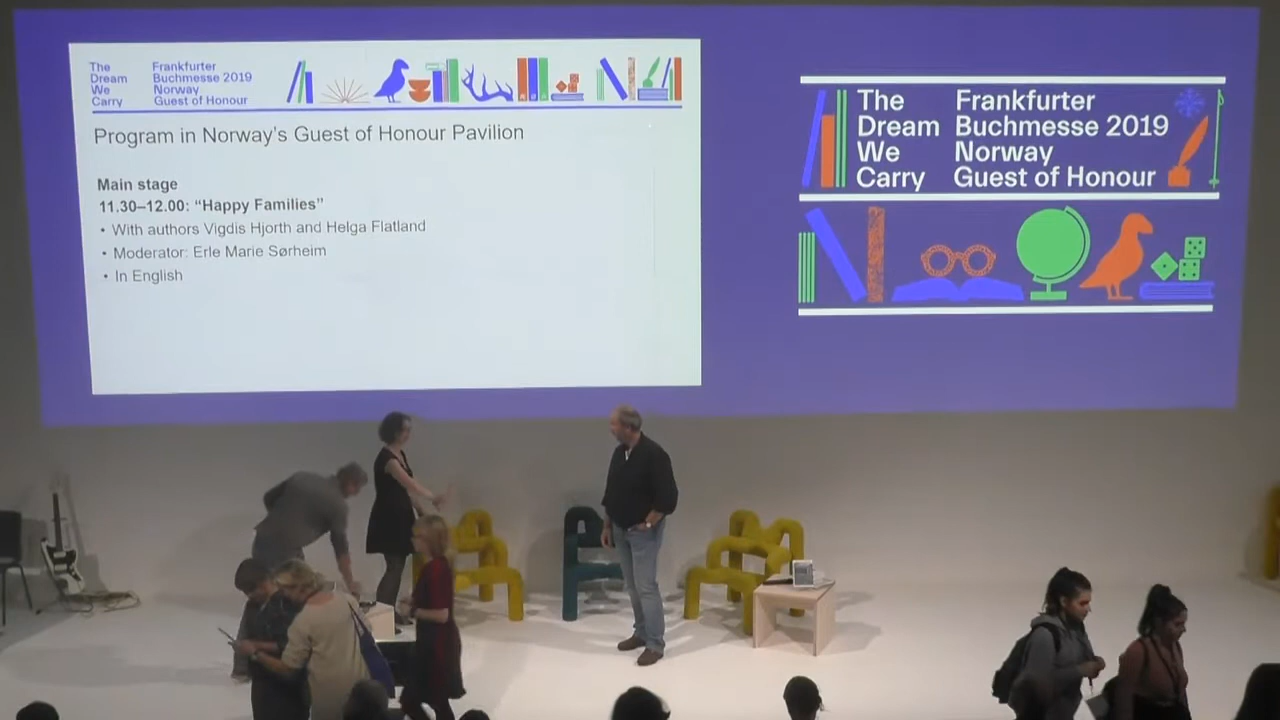 The Dream We Carry
Frankfurter Buchmesse 2019 Norway Guest of Honour
Program in Norway's Guest of Honour Pavilion
Main stage
11.30–12.00: “Happy Families”
• With authors Vigdis Hjorth and Helga Flatland
• Moderator: Erle Marie Sørheim
• In English
The Frankfurter
Dream Buchmesse 2019
We Norway
Carry Guest of Honour